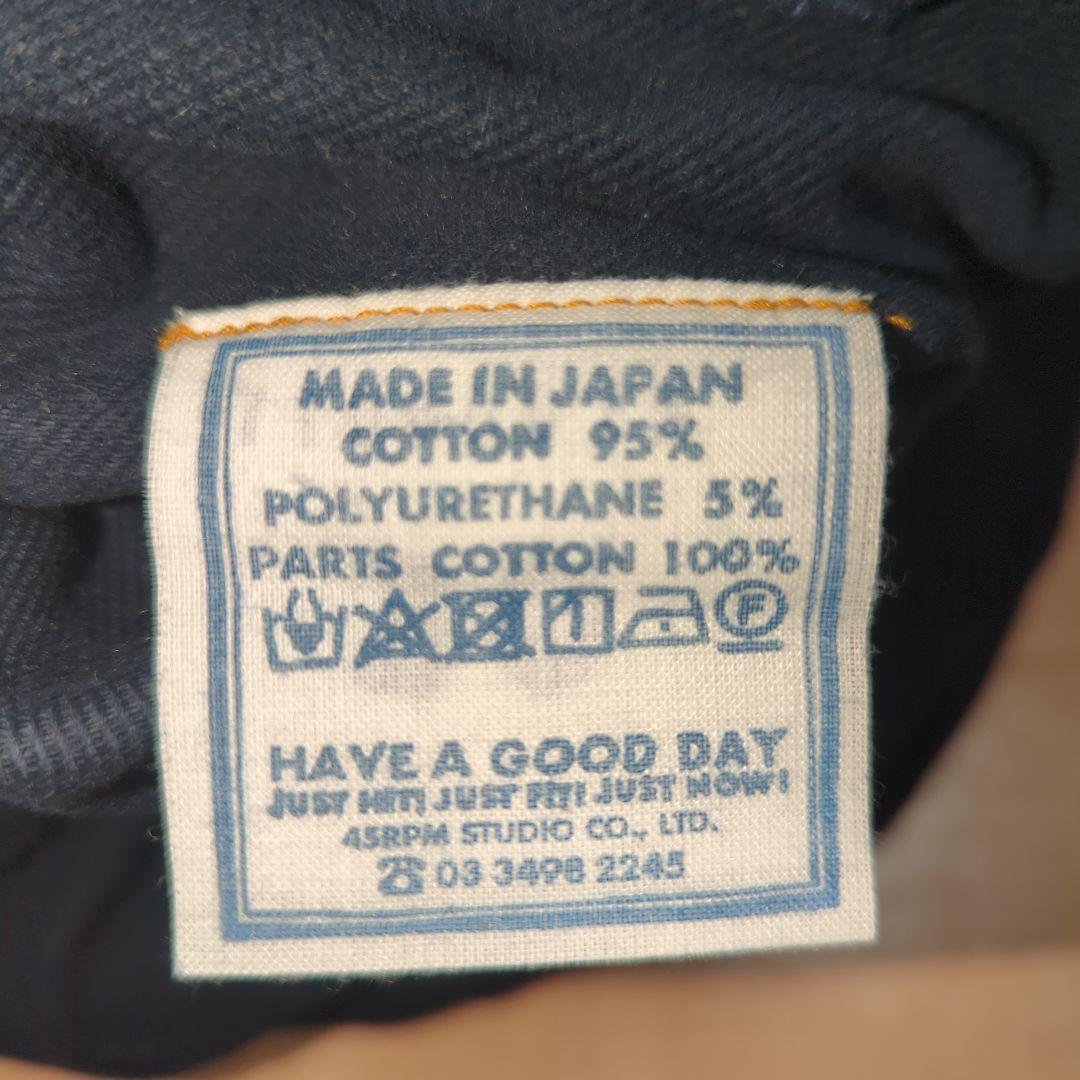 MADE IN JAPAN
COTTON 95%
POLYURETHANE 5%
PARTS COTTON 100%
F
HAVE A GOOD DAY
JUST HIT! JUST FIT! JUST NOW!
45RPM STUDIO CO., LTD.
☎ 03 3498 2245